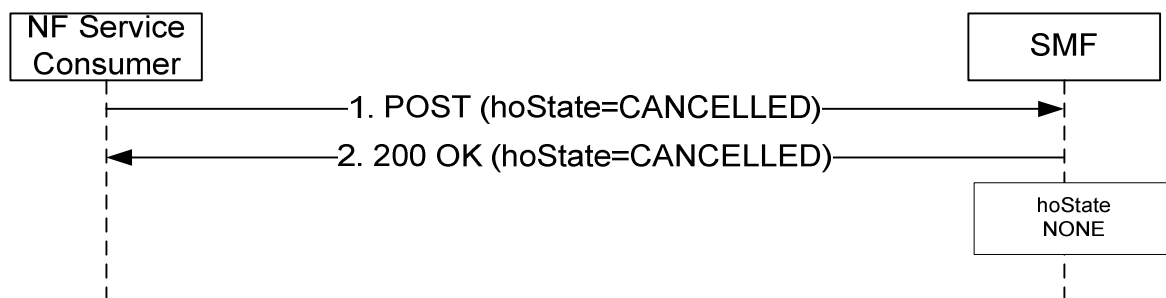 NF Service
Consumer
SMF
1. POST (hoState=CANCELLED)
2. 200 OK (hoState=CANCELLED)
hoState
NONE